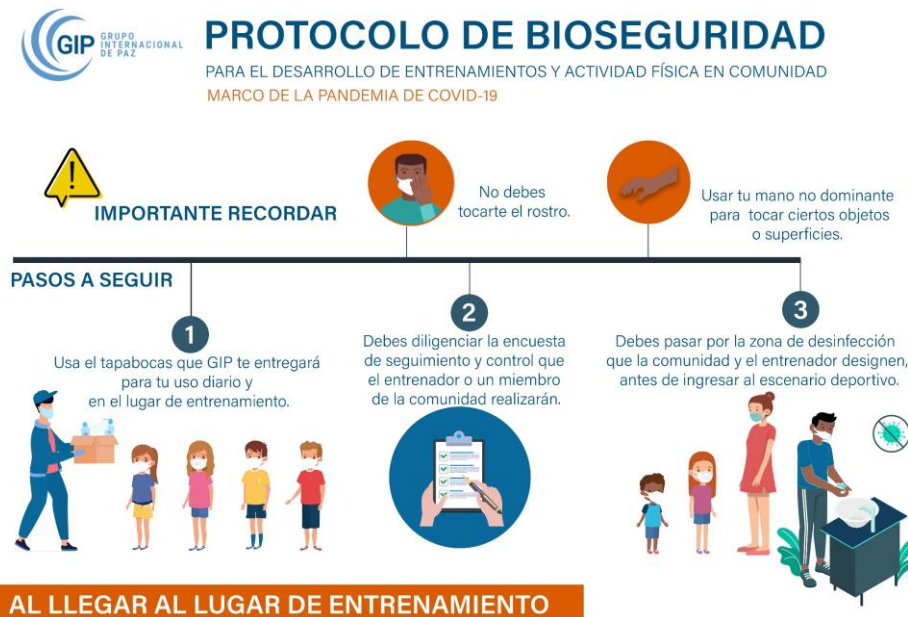 GIP GRUPO
INTERNACIONAL
DE PAZ
PROTOCOLO DE BIOSEGURIDAD
PARA EL DESARROLLO DE ENTRENAMIENTOS Y ACTIVIDAD FÍSICA EN COMUNIDAD
MARCO DE LA PANDEMIA DE COVID-19
IMPORTANTE RECORDAR
No debes
tocarte el rostro.
Usar tu mano no dominante
para tocar ciertos objetos
o superficies.
PASOS A SEGUIR
1
Usa el tapabocas que GIP te entregará
para tu uso diario y
en el lugar de entrenamiento.
2
Debes diligenciar la encuesta
de seguimiento y control que
el entrenador o un miembro
de la comunidad realizarán.
3
Debes pasar por la zona de desinfección
que la comunidad y el entrenador designen,
antes de ingresar al escenario deportivo.
AL LLEGAR AL LUGAR DE ENTRENAMIENTO